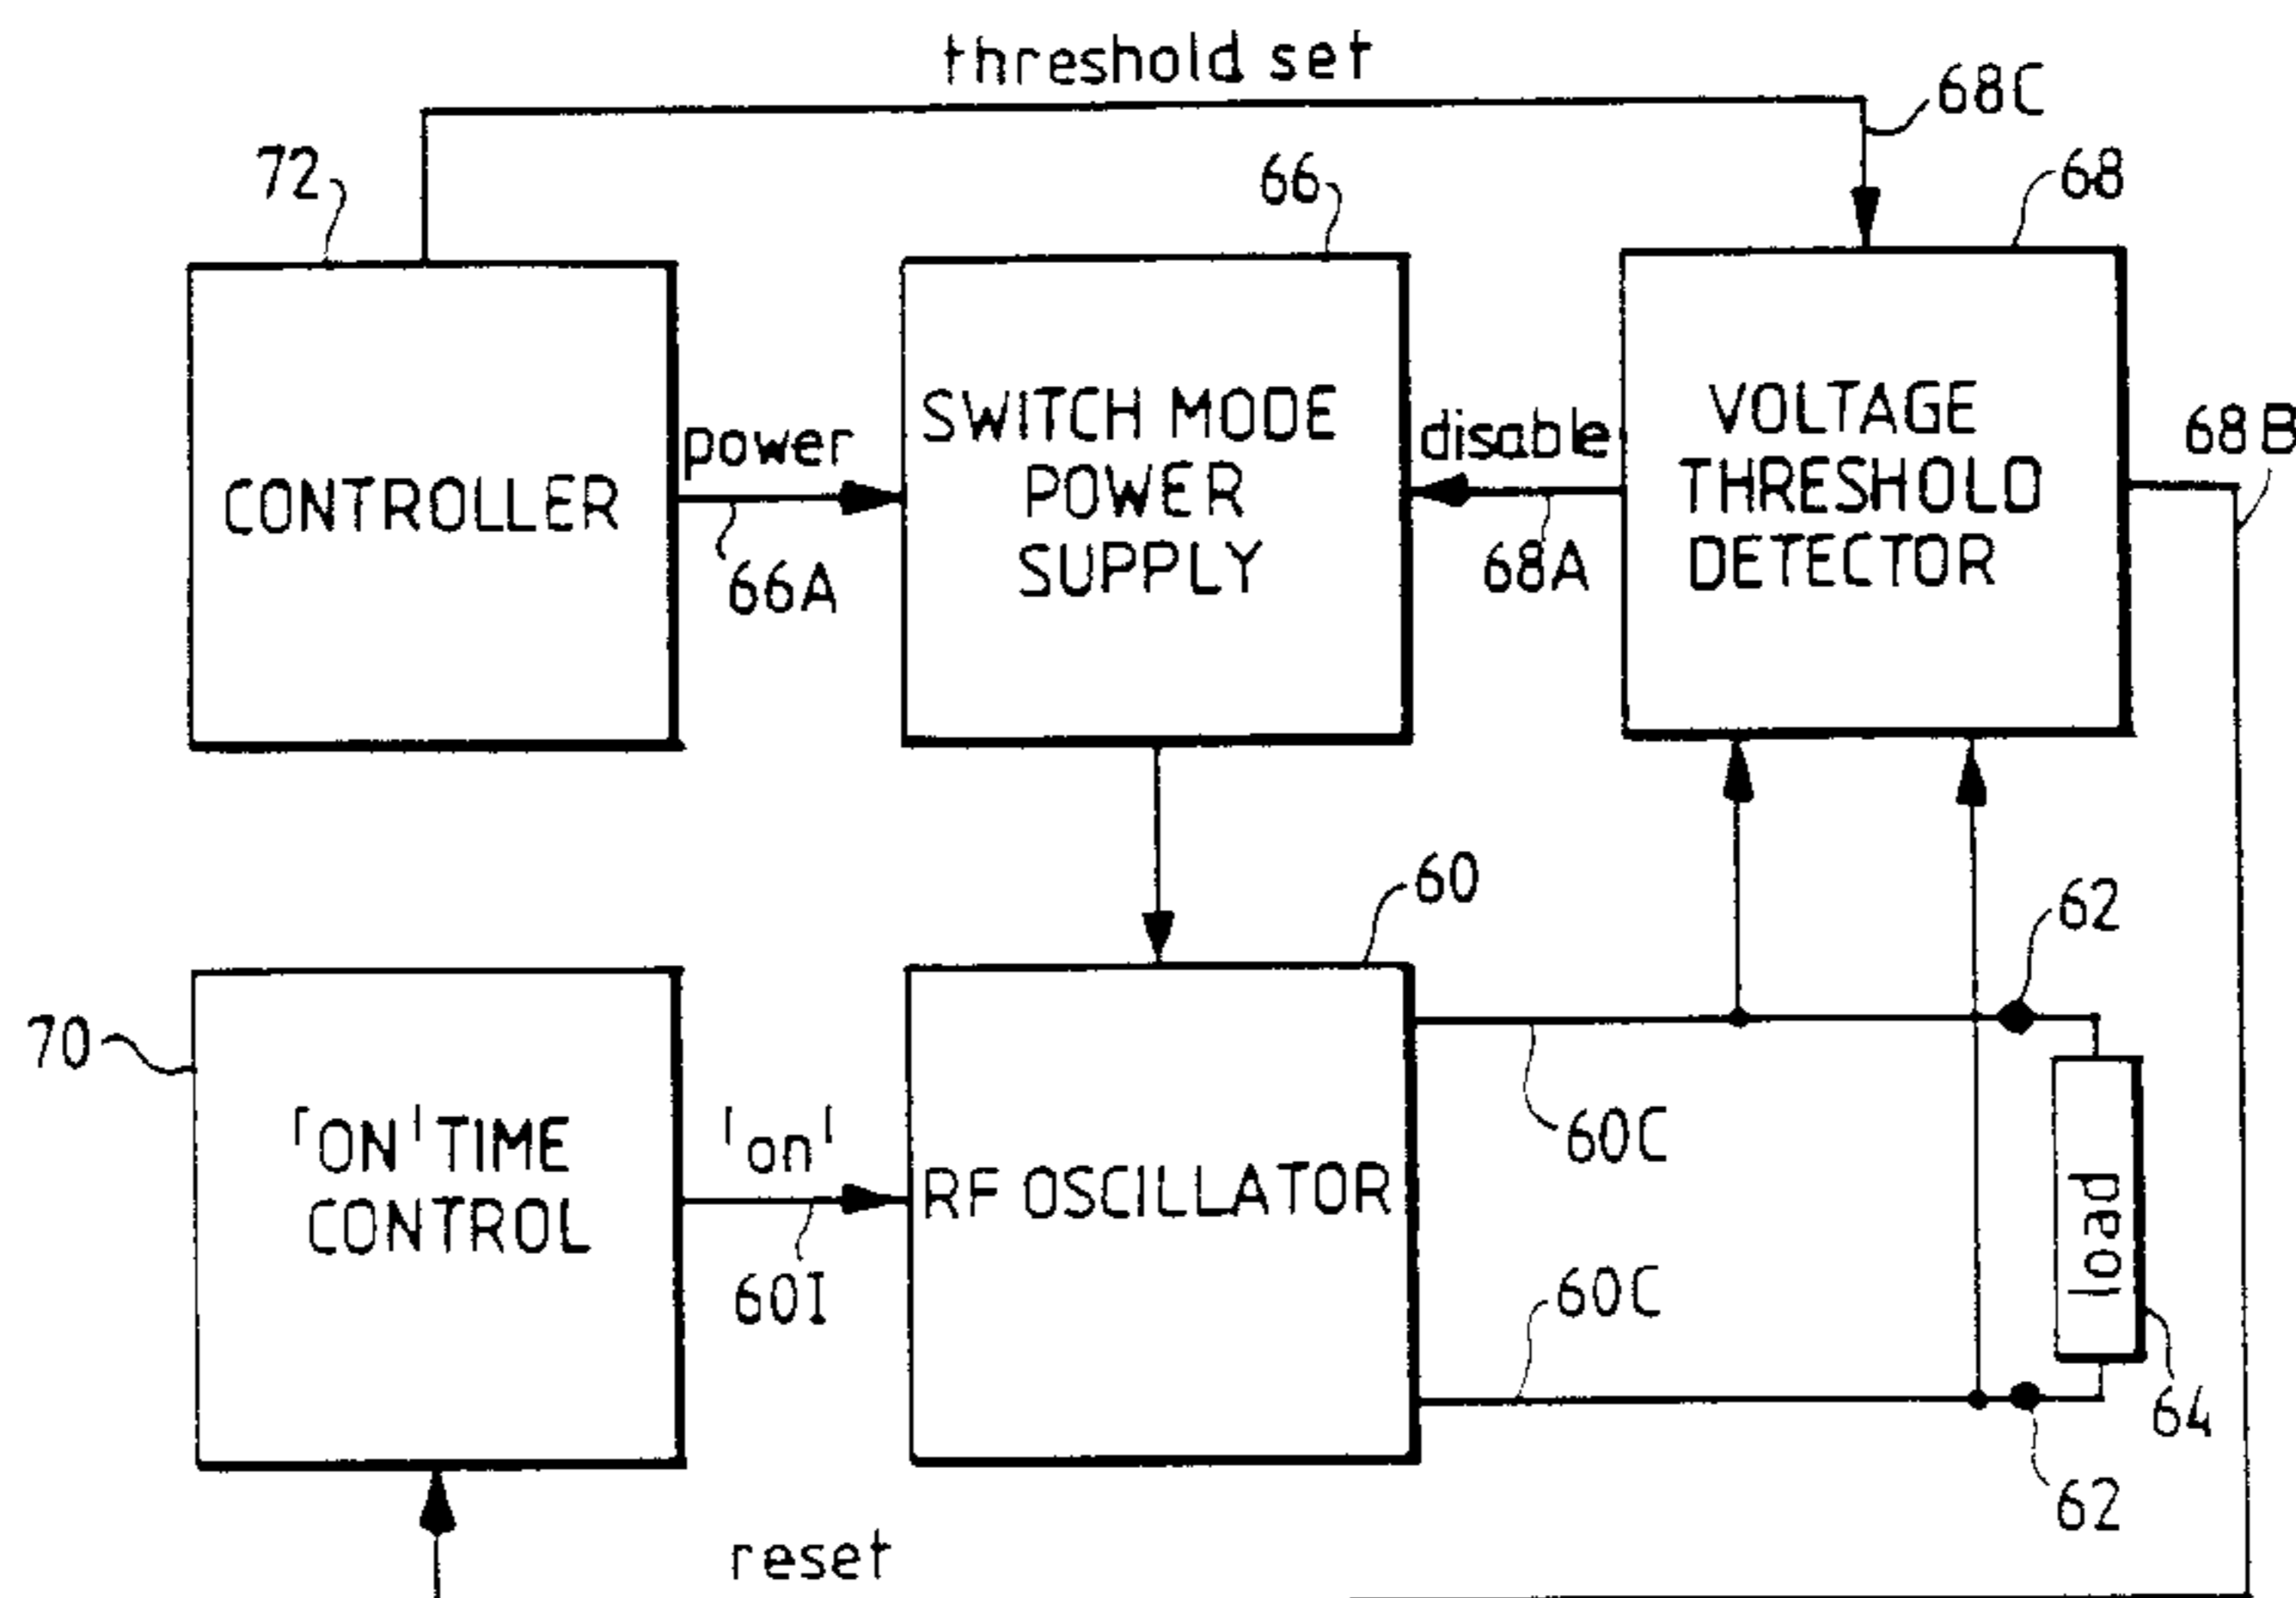 threshold set
68C
72
66
68
CONTROLLER
power
66A
SWITCH MODE
POWER
SUPPLY
disable
68A
VOLTAGE
THRESHOLD
DETECTOR
68B
60
62
70
'ON' TIME
CONTROL
'on'
60I
RF OSCILLATOR
60C
60C
load
64
62
reset